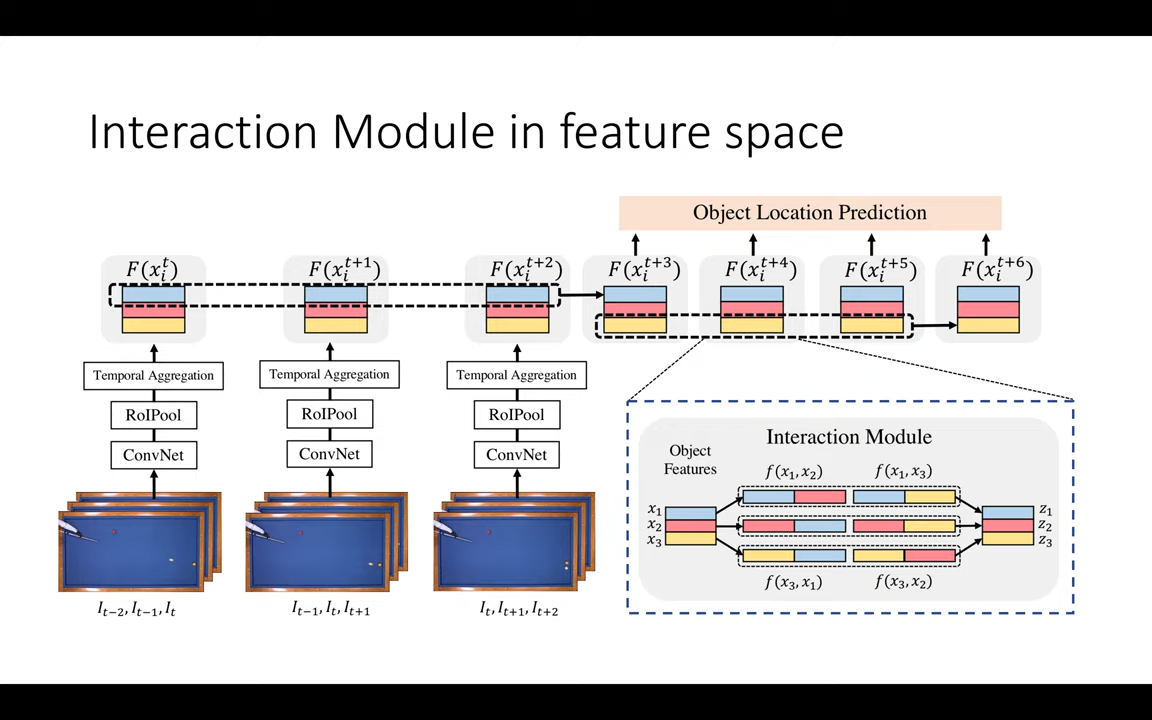 Interaction Module in feature space
Object Location Prediction
F(x_i^t)
F(x_i^{t+1})
F(x_i^{t+2})
F(x_i^{t+3})
F(x_i^{t+4})
F(x_i^{t+5})
F(x_i^{t+6})
Temporal Aggregation
Temporal Aggregation
Temporal Aggregation
RoIPool
RoIPool
RoIPool
ConvNet
ConvNet
ConvNet
I_{t−2}, I_{t−1}, I_t
I_{t−1}, I_t, I_{t+1}
I_t, I_{t+1}, I_{t+2}
Interaction Module
Object
Features
f(x_1, x_2)
f(x_1, x_3)
x_1
x_2
x_3
z_1
z_2
z_3
f(x_3, x_1)
f(x_3, x_2)